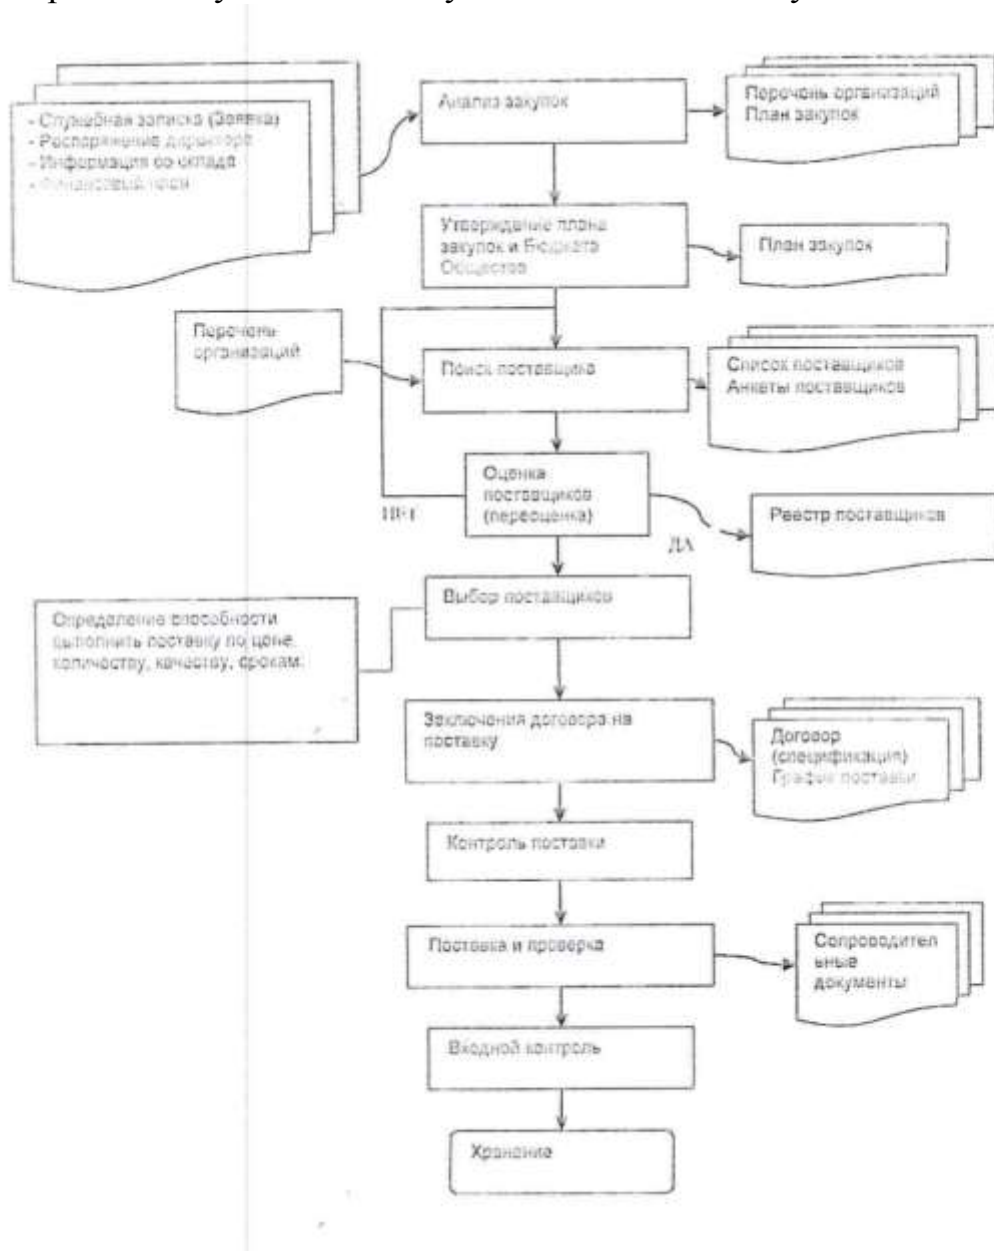 - Служебная записка (Заявка)
- Распоряжение директора
- Информация со склада
- Финансовый план
Анализ закупок
Перечень организаций
План закупок
Утверждение плана
закупок и Бюджета
Общества
План закупок
Перечень
организаций
Поиск поставщика
Список поставщиков
Анкеты поставщиков
Оценка
поставщиков
(переоценка)
НЕТ
ДА
Реестр поставщиков
Выбор поставщиков
Определение способности
выполнить поставку по цене,
количеству, качеству, срокам.
Заключения договора на
поставку
Договор
(спецификация)
График поставки
Контроль поставки
Поставка и проверка
Сопроводител
ьные
документы
Входной контроль
Хранение